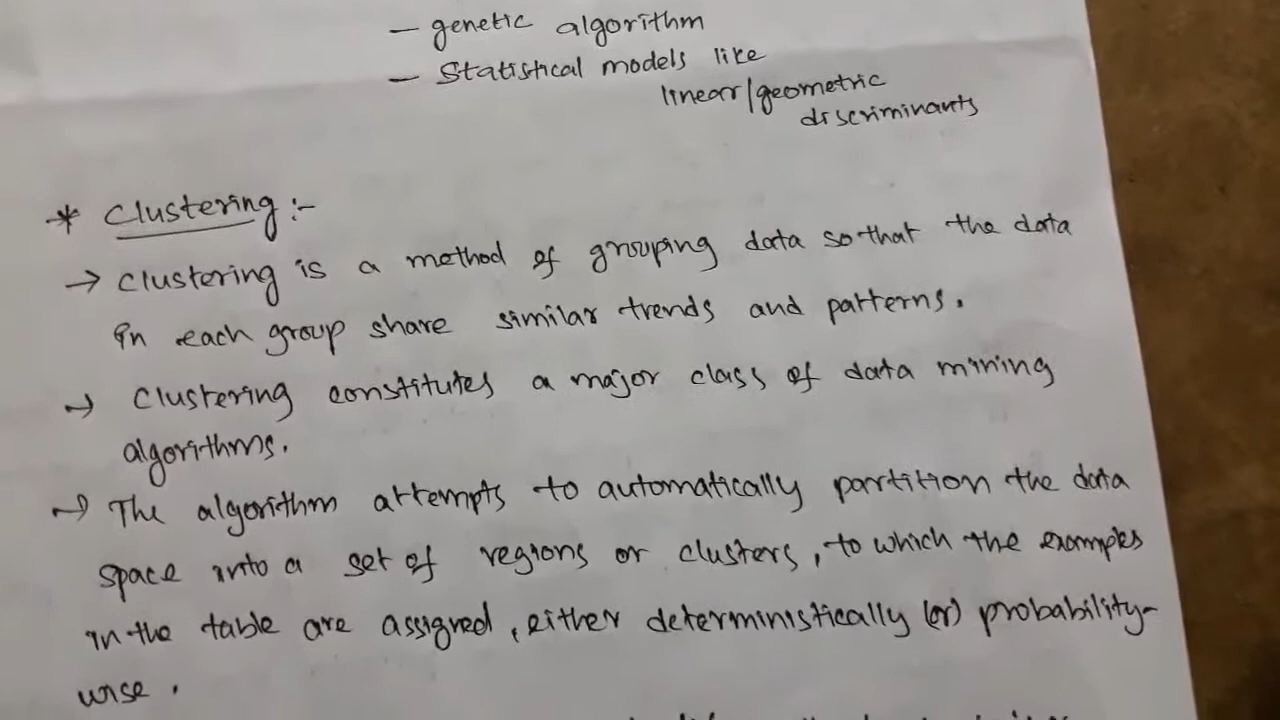 – genetic algorithm
– Statistical models like
linear/geometric
discriminants
* Clustering :-
→ Clustering is a method of grouping data so that the data
in each group share similar trends and patterns.
→ Clustering constitutes a major class of data mining
algorithms.
→ The algorithm attempts to automatically partition the data
space into a set of regions or clusters, to which the examples
in the table are assigned, either deterministically (or) probability-
wise.